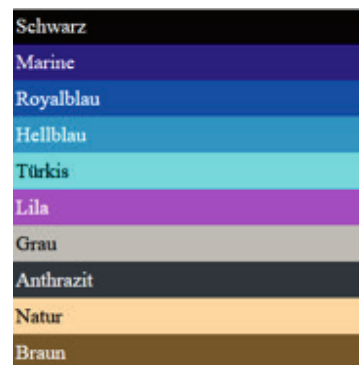 Schwarz
Marine
Royalblau
Hellblau
Türkis
Lila
Grau
Anthrazit
Natur
Braun